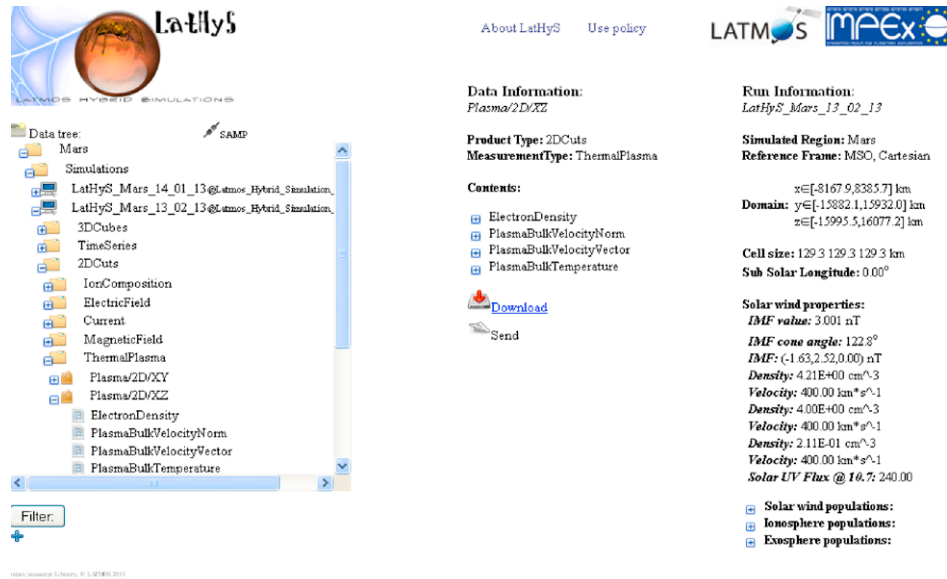 LatHyS
LATMOS HYBRID SIMULATIONS
About LatHyS Use policy
LATMOS IMPEx
Data tree: SAMP
Mars
Simulations
LatHyS_Mars_14_01_13@Latmos_Hybrid_Simulation_
LatHyS_Mars_13_02_13@Latmos_Hybrid_Simulation_
3DCubes
TimeSeries
2DCuts
IonComposition
ElectricField
Current
MagneticField
ThermalPlasma
Plasma/2D/XY
Plasma/2D/XZ
ElectronDensity
PlasmaBulkVelocityNorm
PlasmaBulkVelocityVector
PlasmaBulkTemperature
Filter:
Data Information:
Plasma/2D/XZ
Product Type: 2DCuts
MeasurementType: ThermalPlasma
Contents:
ElectronDensity
PlasmaBulkVelocityNorm
PlasmaBulkVelocityVector
PlasmaBulkTemperature
Download
Send
Run Information:
LatHyS_Mars_13_02_13
Simulated Region: Mars
Reference Frame: MSO, Cartesian
x∈[-8167.9,8385.7] km
Domain: y∈[-15882.1,15932.0] km
z∈[-15995.5,16077.2] km
Cell size: 129.3 129.3 129.3 km
Sub Solar Longitude: 0.00°
Solar wind properties:
IMF value: 3.001 nT
IMF cone angle: 122.8°
IMF: (-1.63,2.52,0.00) nT
Density: 4.21E+00 cm^-3
Velocity: 400.00 km*s^-1
Density: 4.00E+00 cm^-3
Velocity: 400.00 km*s^-1
Density: 2.11E-01 cm^-3
Velocity: 400.00 km*s^-1
Solar UV Flux @ 10.7: 240.00
Solar wind populations:
Ionosphere populations:
Exosphere populations: